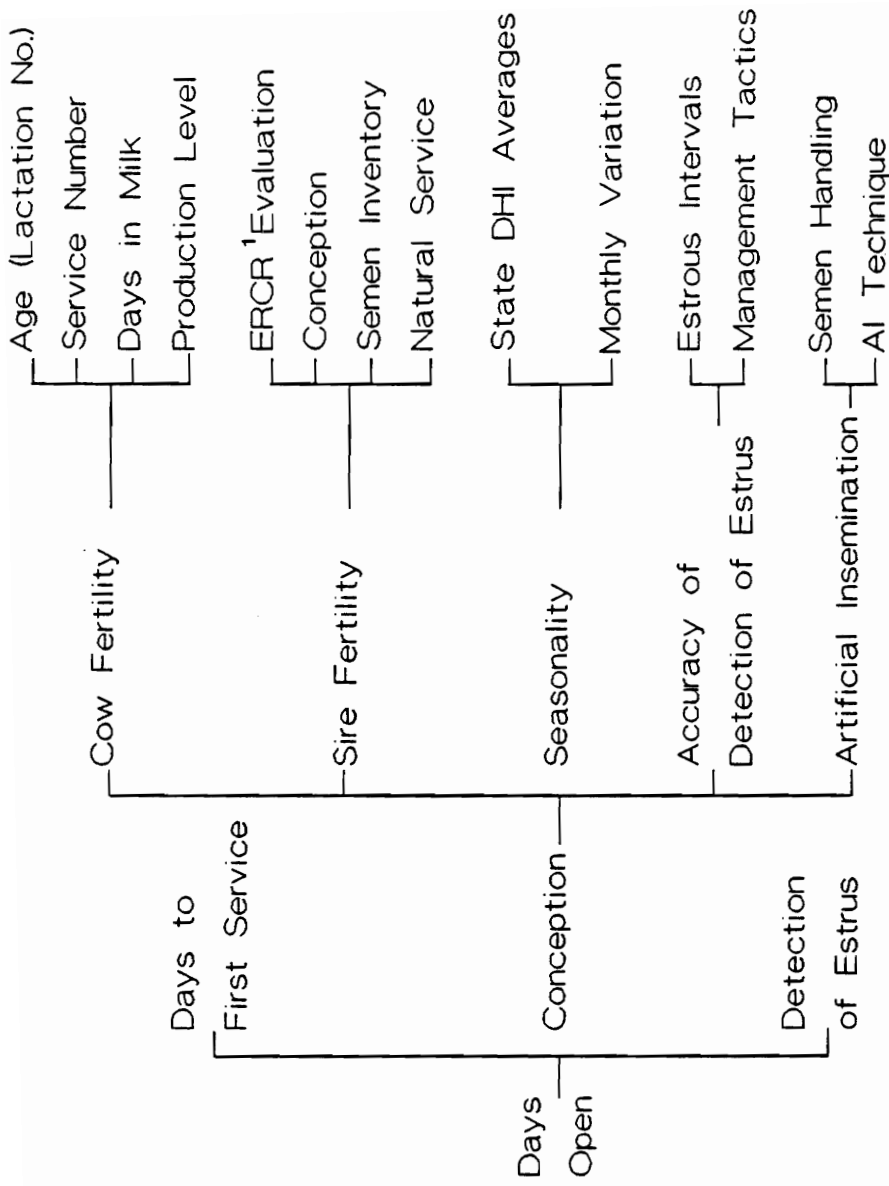 Days
Open
Days to
First Service
Conception
Detection
of Estrus
Cow Fertility
Sire Fertility
Seasonality
Accuracy of
Detection of Estrus
Artificial Insemination
Age (Lactation No.)
Service Number
Days in Milk
Production Level
ERCR¹ Evaluation
Conception
Semen Inventory
Natural Service
State DHI Averages
Monthly Variation
Estrous Intervals
Management Tactics
Semen Handling
AI Technique